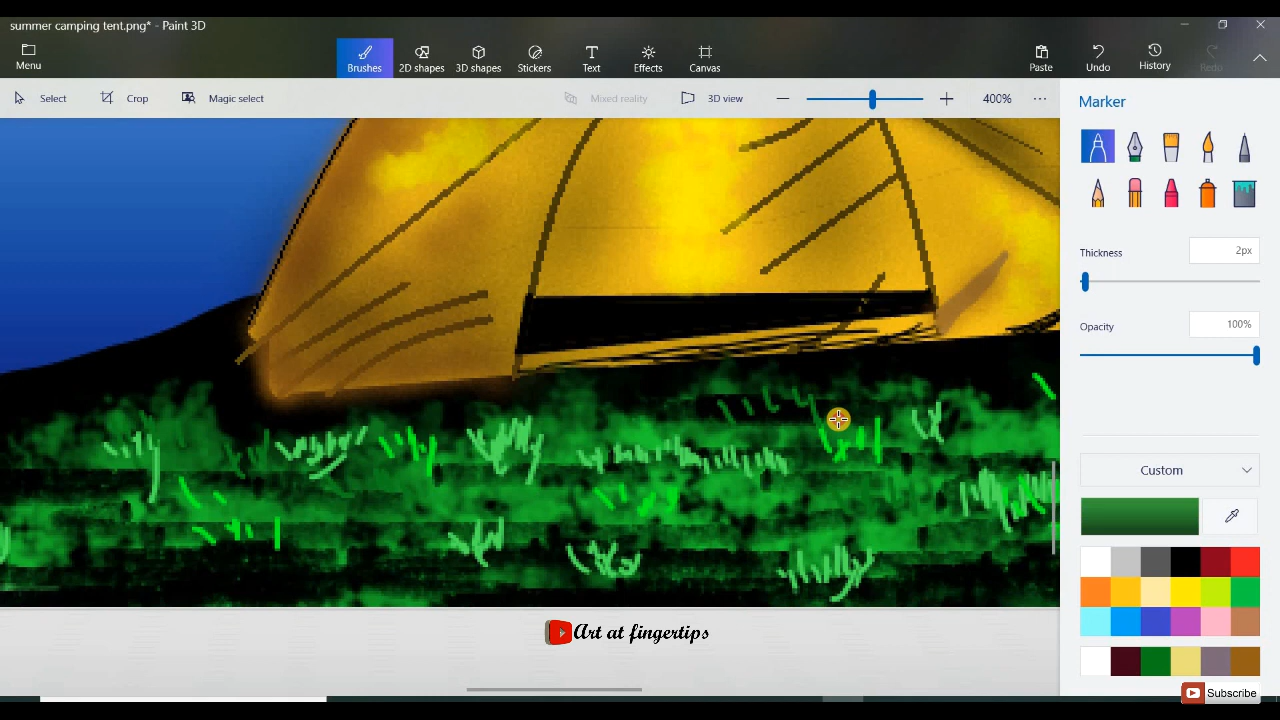 summer camping tent.png* - Paint 3D
Menu
Brushes
2D shapes
3D shapes
Stickers
Text
Effects
Canvas
Paste
Undo
History
Redo
Select
Crop
Magic select
Mixed reality
3D view
400%
Marker
Thickness
2px
Opacity
100%
Custom
Art at fingertips
Subscribe